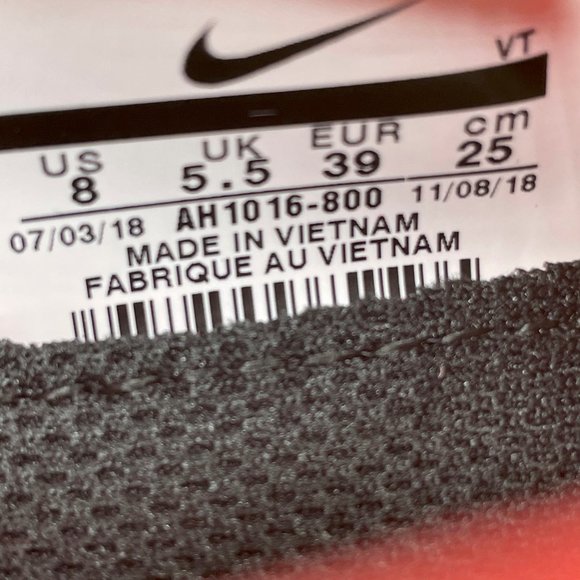 VT
US UK EUR cm
8 5.5 39 25
07/03/18 AH1016-800 11/08/18
MADE IN VIETNAM
FABRIQUE AU VIETNAM